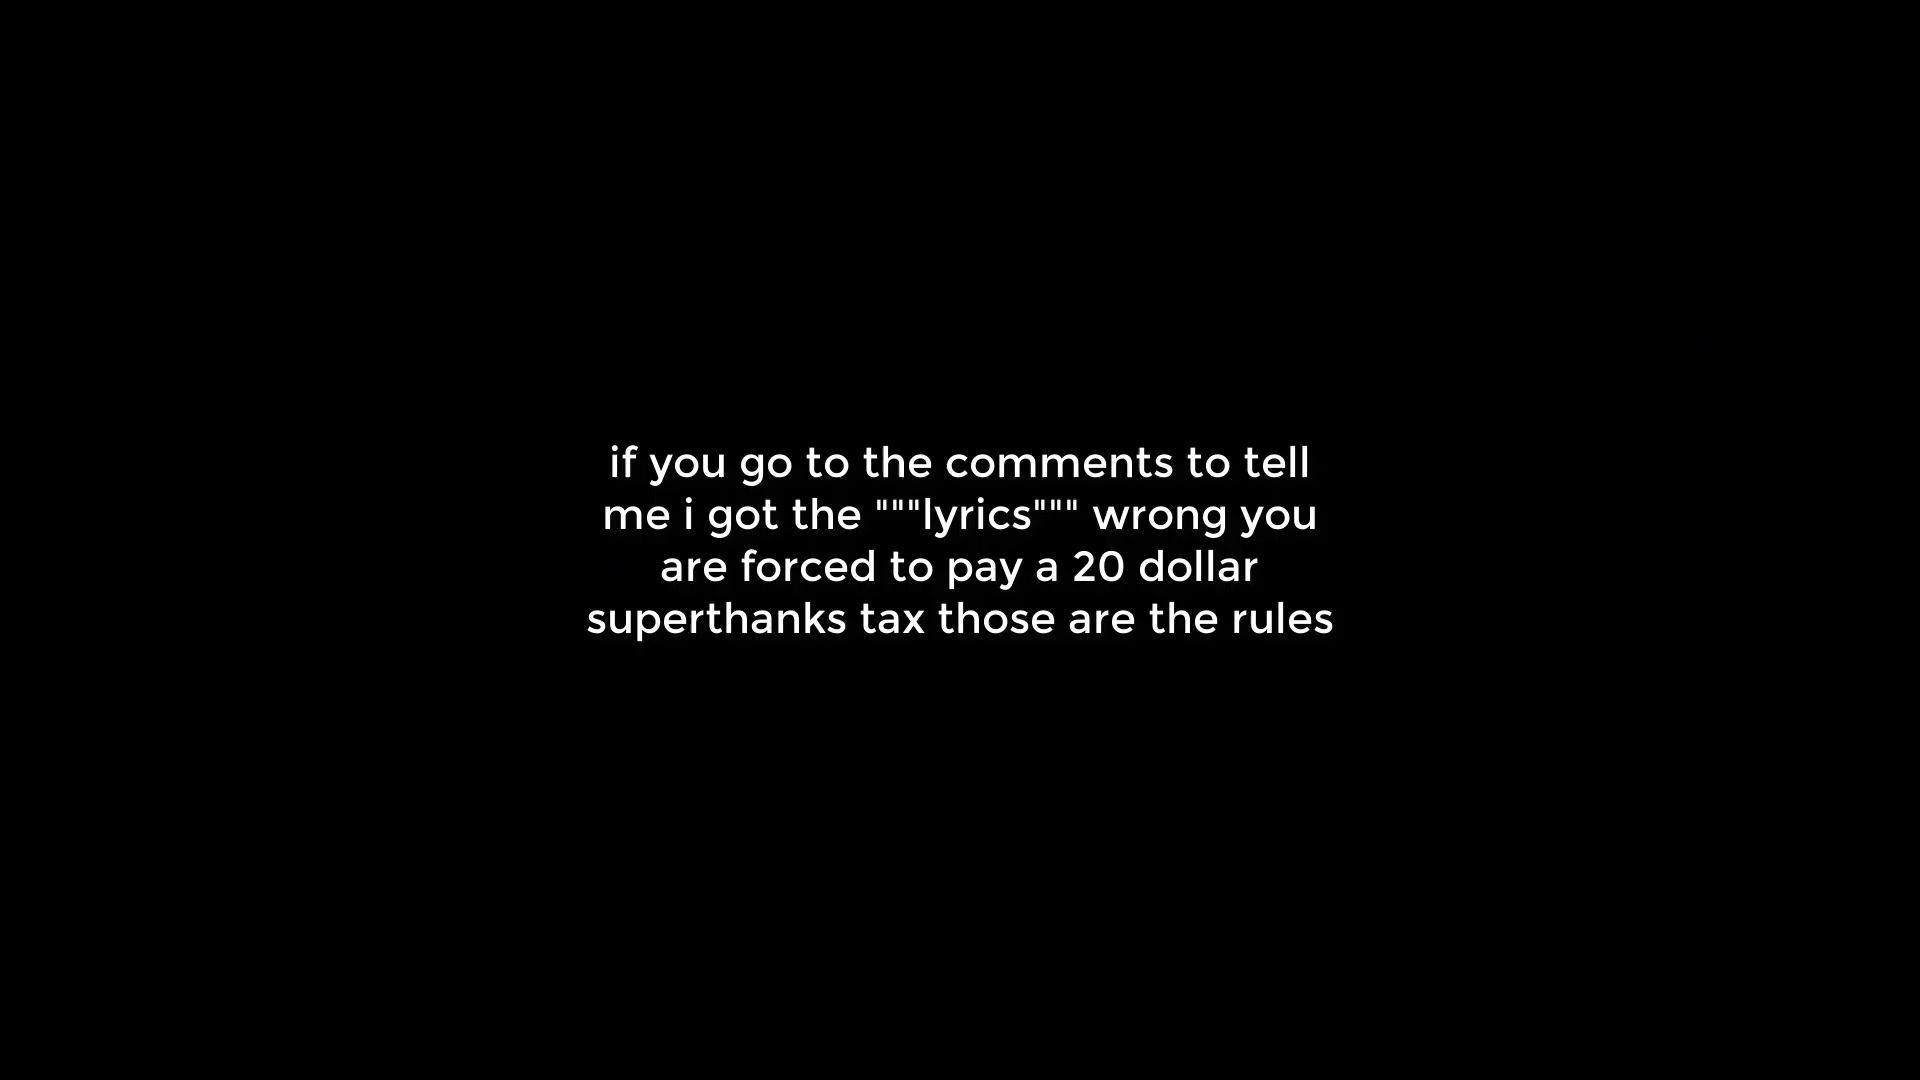 if you go to the comments to tell
me i got the """lyrics""" wrong you
are forced to pay a 20 dollar
superthanks tax those are the rules